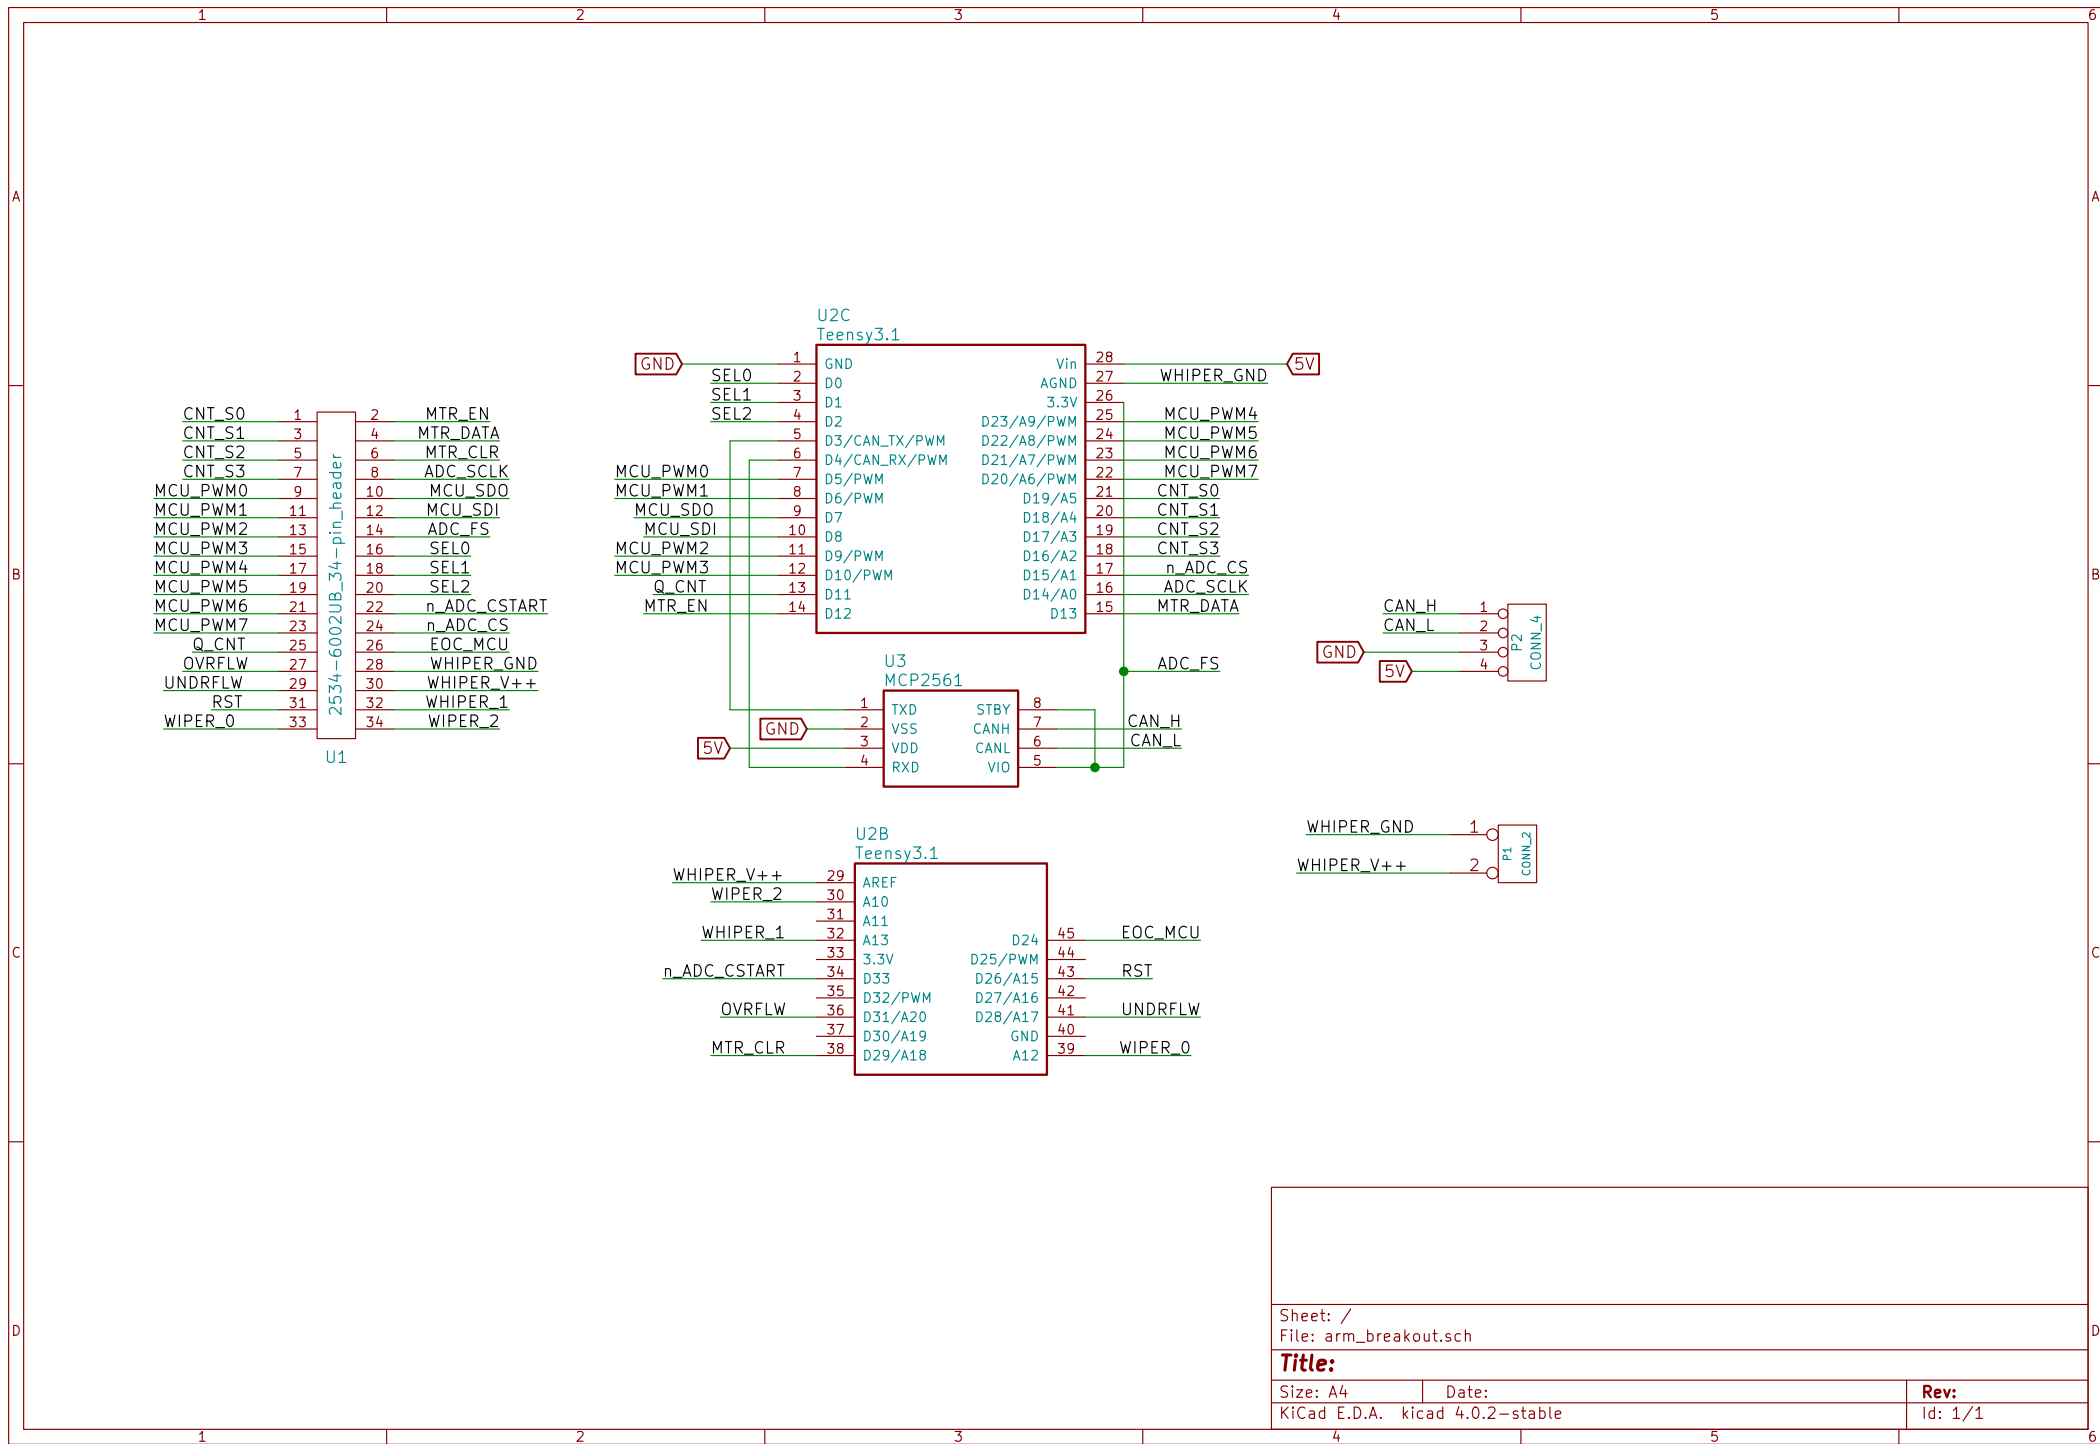 1 2 3 4 5 6
A A
B B
C C
D D
U2C
Teensy3.1
GND 1 GND Vin 28 5V
SEL0 2 D0 AGND 27 WHIPER_GND
SEL1 3 D1 3.3V 26
SEL2 4 D2 D23/A9/PWM 25 MCU_PWM4
5 D3/CAN_TX/PWM D22/A8/PWM 24 MCU_PWM5
6 D4/CAN_RX/PWM D21/A7/PWM 23 MCU_PWM6
MCU_PWM0 7 D5/PWM D20/A6/PWM 22 MCU_PWM7
MCU_PWM1 8 D6/PWM D19/A5 21 CNT_S0
MCU_SDO 9 D7 D18/A4 20 CNT_S1
MCU_SDI 10 D8 D17/A3 19 CNT_S2
MCU_PWM2 11 D9/PWM D16/A2 18 CNT_S3
MCU_PWM3 12 D10/PWM D15/A1 17 n_ADC_CS
Q_CNT 13 D11 D14/A0 16 ADC_SCLK
MTR_EN 14 D12 D13 15 MTR_DATA
CNT_S0 1 2 MTR_EN
CNT_S1 3 4 MTR_DATA
CNT_S2 5 6 MTR_CLR
CNT_S3 7 8 ADC_SCLK
MCU_PWM0 9 10 MCU_SDO
MCU_PWM1 11 12 MCU_SDI
MCU_PWM2 13 14 ADC_FS
MCU_PWM3 15 16 SEL0
MCU_PWM4 17 18 SEL1
MCU_PWM5 19 20 SEL2
MCU_PWM6 21 22 n_ADC_CSTART
MCU_PWM7 23 24 n_ADC_CS
Q_CNT 25 26 EOC_MCU
OVRFLW 27 28 WHIPER_GND
UNDRFLW 29 30 WHIPER_V++
RST 31 32 WHIPER_1
WIPER_0 33 34 WIPER_2
2534-6002UB_34-pin_header
U1
ADC_FS
U3
MCP2561
1 TXD STBY 8
GND 2 VSS CANH 7 CAN_H
5V 3 VDD CANL 6 CAN_L
4 RXD VIO 5
CAN_H 1
CAN_L 2
GND 3
5V 4
P2
CONN_4
WHIPER_GND 1
WHIPER_V++ 2
P1
CONN_2
U2B
Teensy3.1
WHIPER_V++ 29 AREF
WIPER_2 30 A10
31 A11
WHIPER_1 32 A13 D24 45 EOC_MCU
33 3.3V D25/PWM 44
n_ADC_CSTART 34 D33 D26/A15 43 RST
35 D32/PWM D27/A16 42
OVRFLW 36 D31/A20 D28/A17 41 UNDRFLW
37 D30/A19 GND 40
MTR_CLR 38 D29/A18 A12 39 WIPER_0
Sheet: /
File: arm_breakout.sch
Title:
Size: A4 Date: Rev:
KiCad E.D.A. kicad 4.0.2-stable Id: 1/1
1 2 3 4 5 6